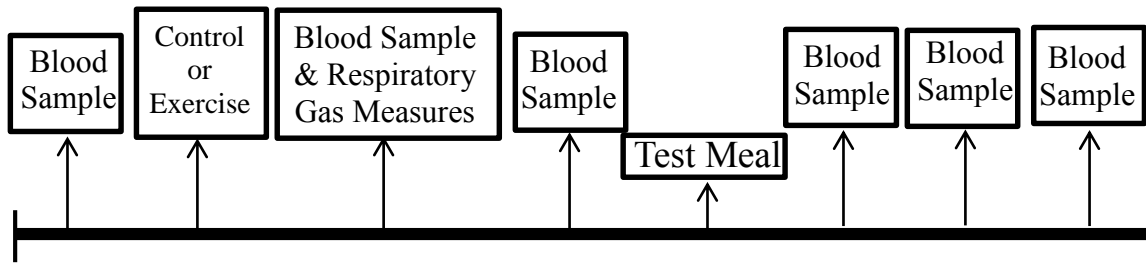 Blood
Sample
Control
or
Exercise
Blood Sample
& Respiratory
Gas Measures
Blood
Sample
Test Meal
Blood
Sample
Blood
Sample
Blood
Sample